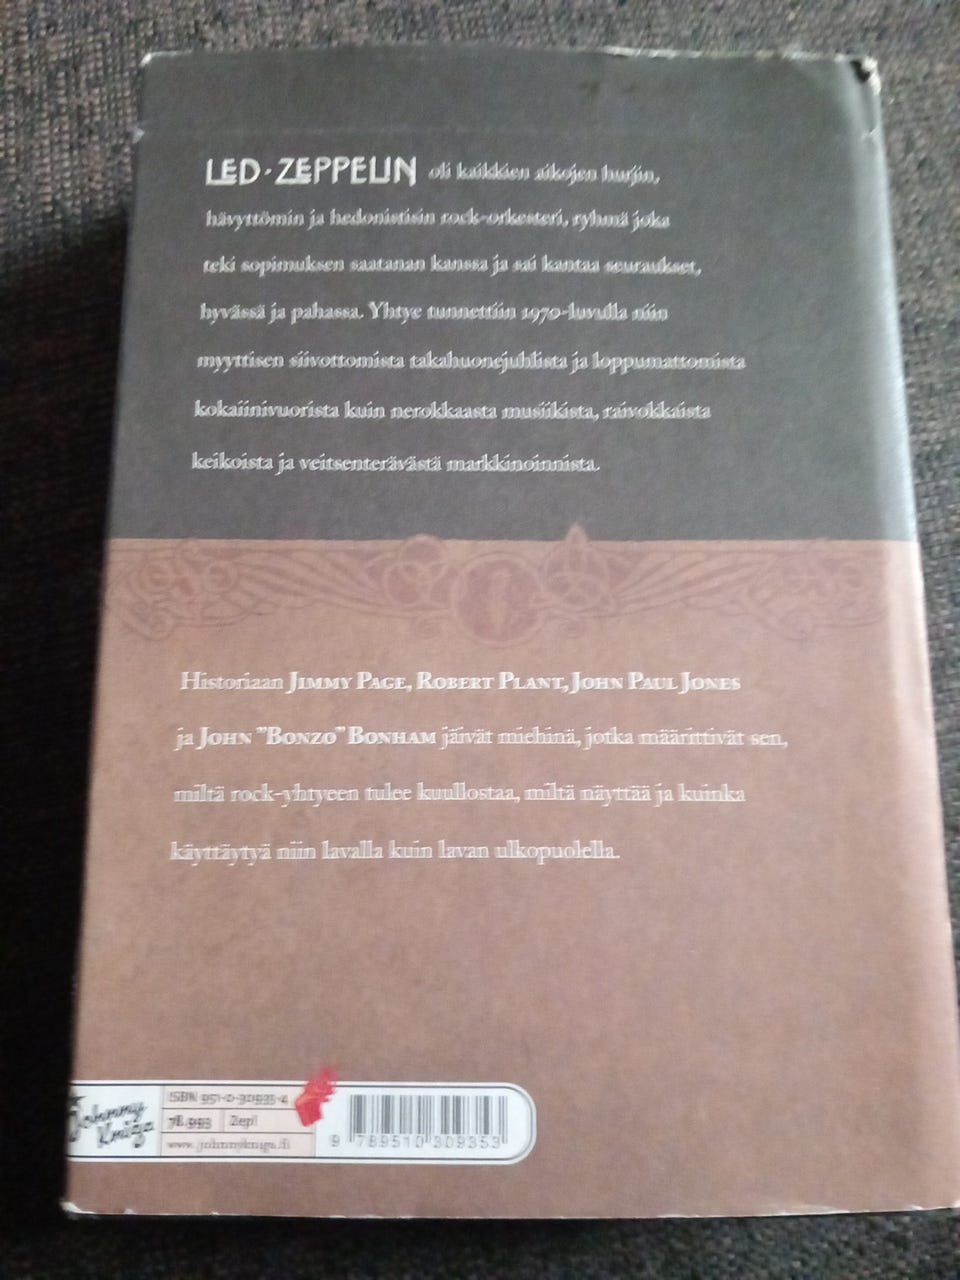 LED·ZEPPELIN oli kaikkien aikojen hurjin,
hävyttömin ja hedonistisin rock-orkesteri, ryhmä joka
teki sopimuksen saatanan kanssa ja sai kantaa seuraukset,
hyvässä ja pahassa. Yhtye tunnettiin 1970-luvulla niin
myyttisen siivottomista takahuonejuhlista ja loppumattomista
kokaiinivuorista kuin nerokkaasta musiikista, raivokkaista
keikoista ja veitsenterävästä markkinoinnista.
Historiaan JIMMY PAGE, ROBERT PLANT, JOHN PAUL JONES
ja JOHN "BONZO" BONHAM jäivät miehinä, jotka määrittivät sen,
miltä rock-yhtyeen tulee kuullostaa, miltä näyttää ja kuinka
käyttäytyä niin lavalla kuin lavan ulkopuolella.
Johnny
Kniga
ISBN 951-0-30935-4
78.993 Zepl
www.johnnykniga.fi
9 789510 309353